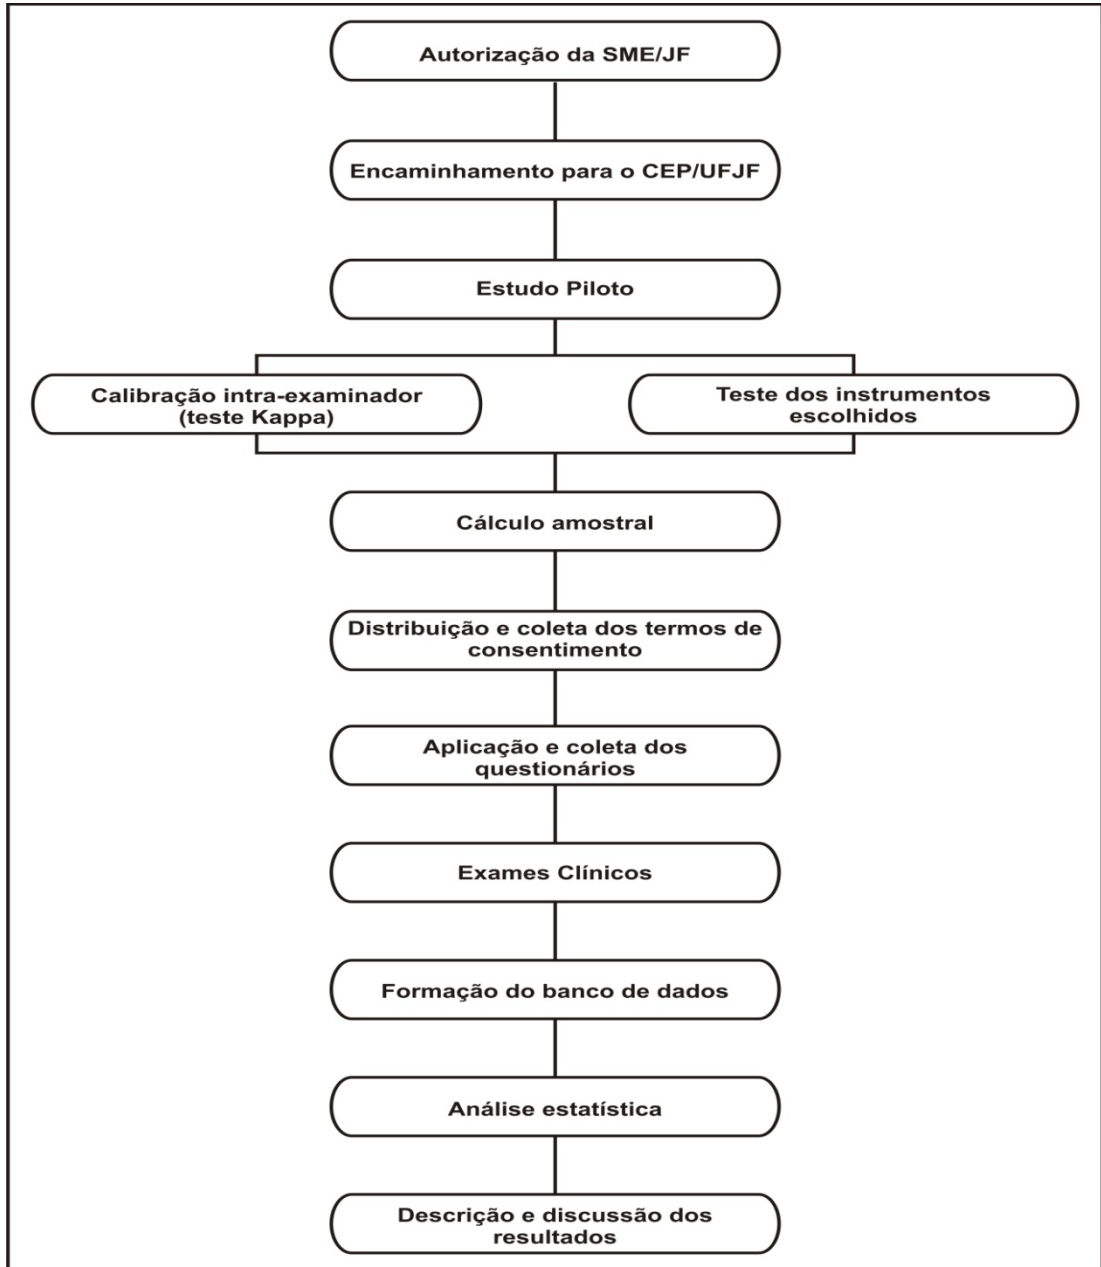 Autorização da SME/JF
Encaminhamento para o CEP/UFJF
Estudo Piloto
Calibração intra-examinador
(teste Kappa)
Teste dos instrumentos
escolhidos
Cálculo amostral
Distribuição e coleta dos termos de
consentimento
Aplicação e coleta dos
questionários
Exames Clínicos
Formação do banco de dados
Análise estatística
Descrição e discussão dos
resultados